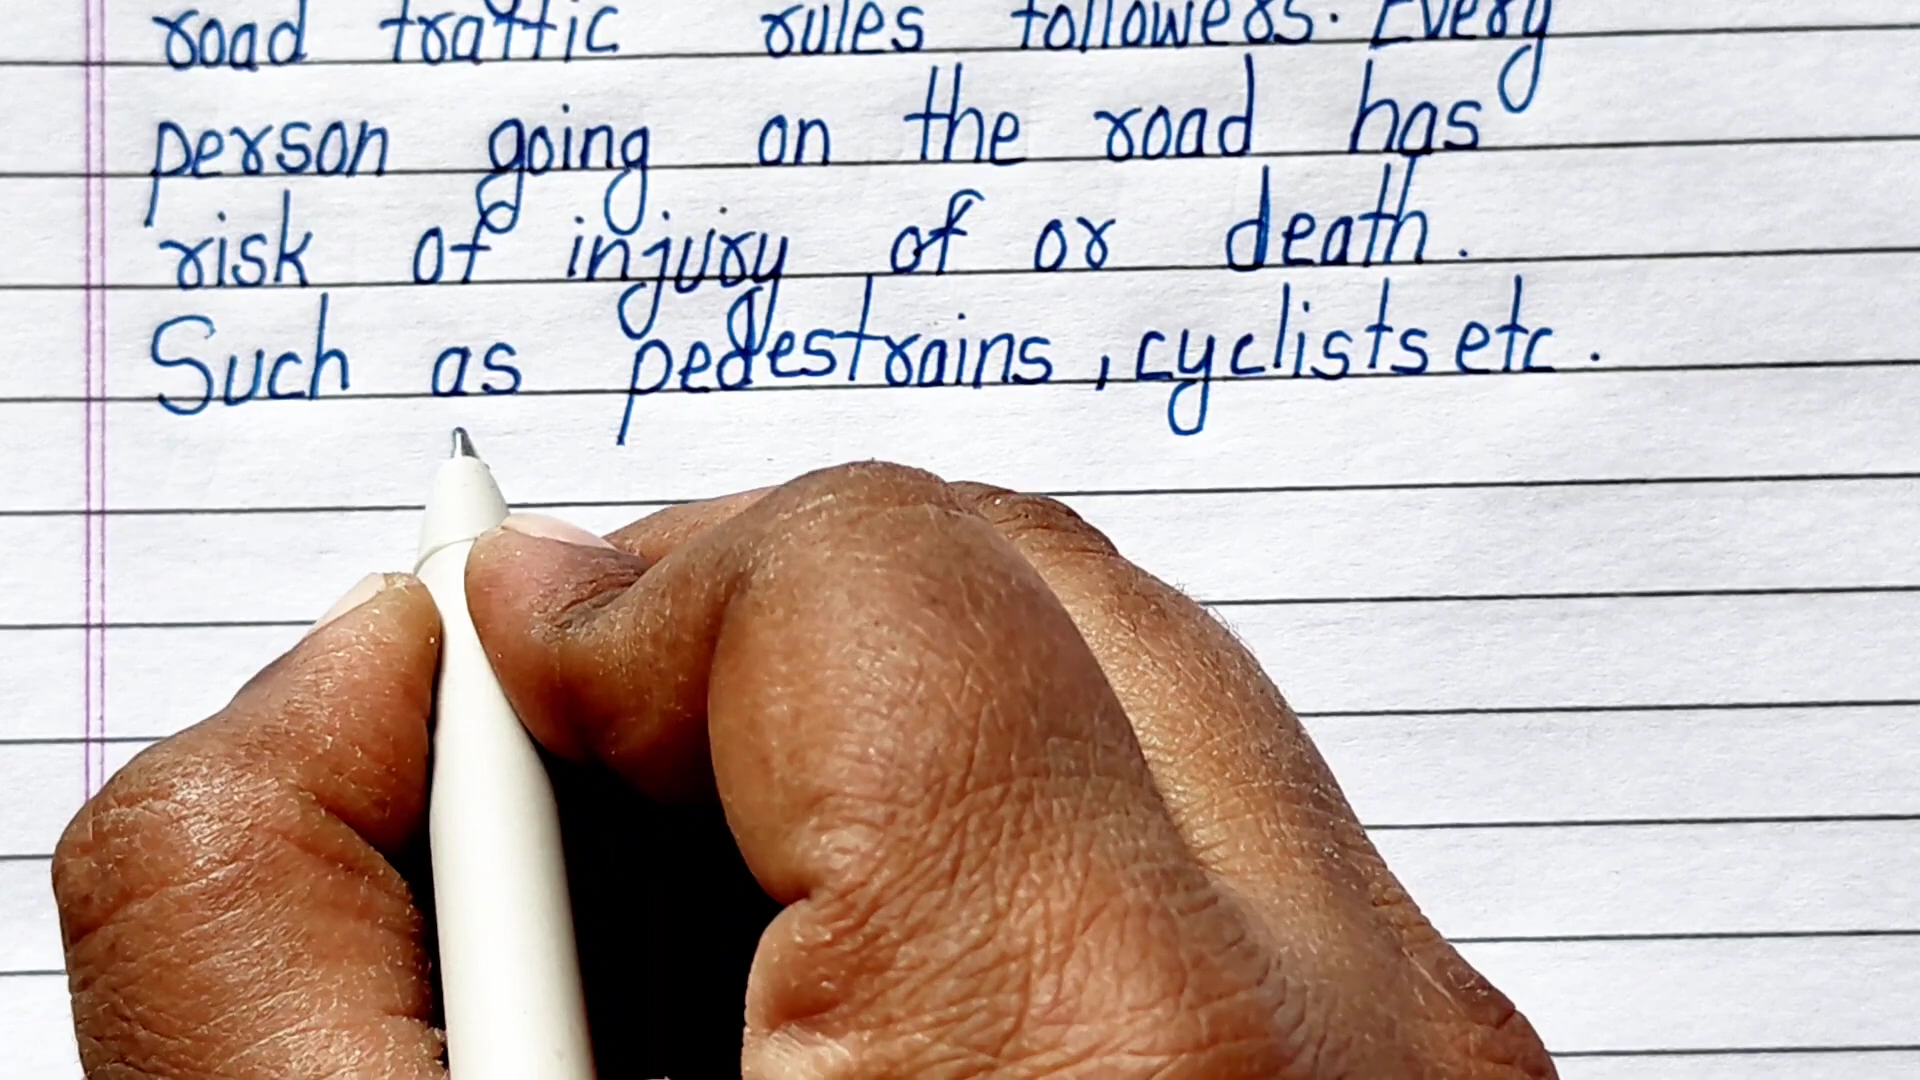 road traffic rules followers. Every
person going on the road has
risk of injury of or death.
Such as pedestrains, cyclists etc.